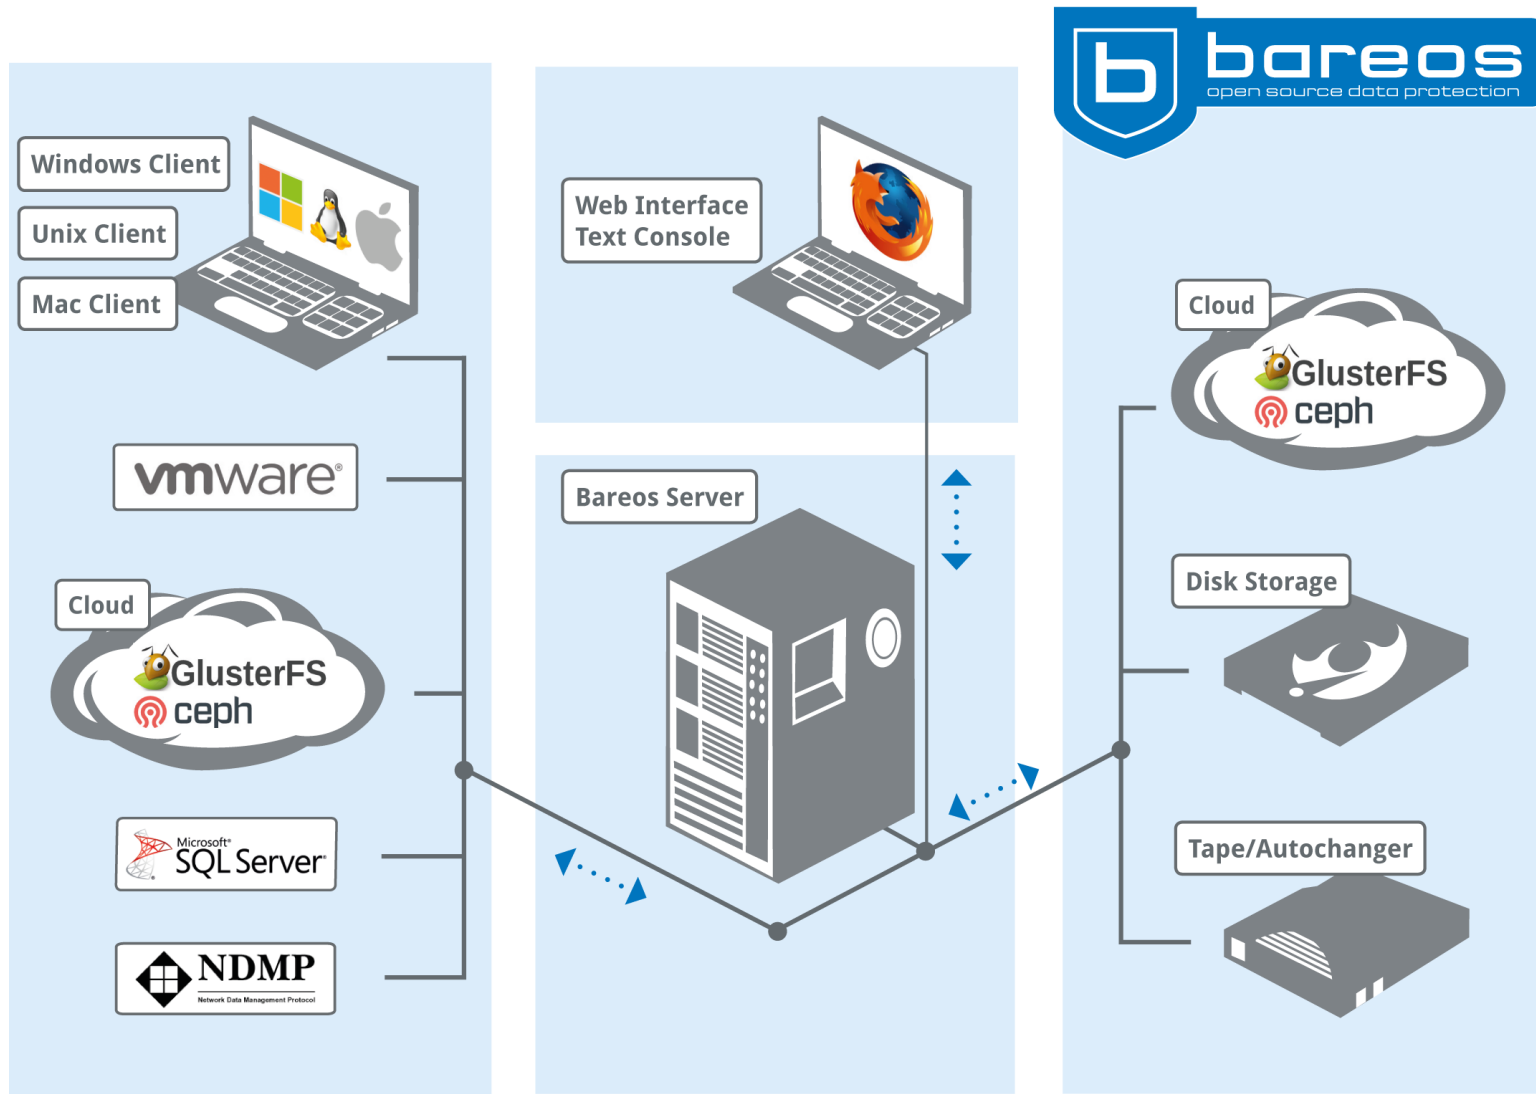 bareos
open source data protection
Windows Client
Unix Client
Mac Client
vmware®
Cloud
GlusterFS
ceph
Microsoft®
SQL Server®
NDMP
Network Data Management Protocol
Web Interface
Text Console
Bareos Server
Cloud
GlusterFS
ceph
Disk Storage
Tape/Autochanger